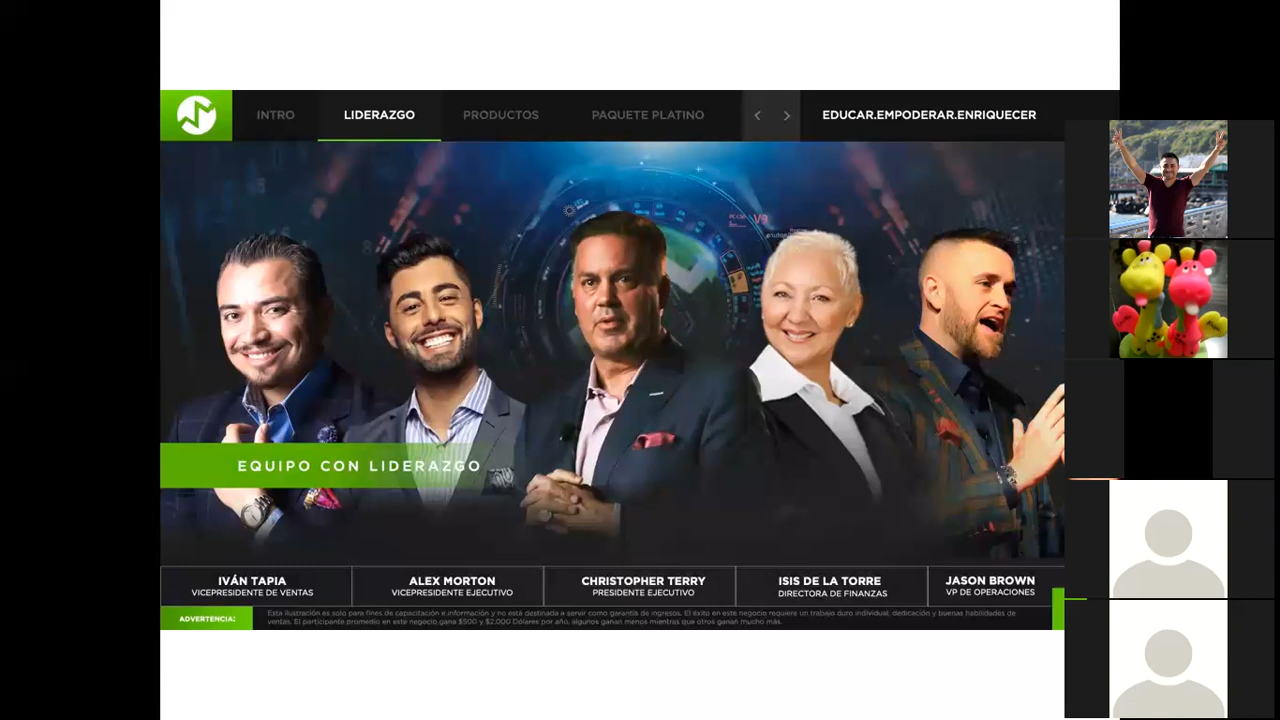 INTRO
LIDERAZGO
PRODUCTOS
PAQUETE PLATINO
EDUCAR.EMPODERAR.ENRIQUECER
EQUIPO CON LIDERAZGO
IVÁN TAPIA
VICEPRESIDENTE DE VENTAS
ALEX MORTON
VICEPRESIDENTE EJECUTIVO
CHRISTOPHER TERRY
PRESIDENTE EJECUTIVO
ISIS DE LA TORRE
DIRECTORA DE FINANZAS
JASON BROWN
VP DE OPERACIONES
ADVERTENCIA:
Esta ilustración es solo para fines de capacitación e información y no está destinada a servir como garantía de ingresos. El éxito en este negocio requiere un trabajo duro individual, dedicación y buenas habilidades de
ventas. El participante promedio en este negocio gana $500 y $2,000 Dólares por año, algunos ganan menos mientras que otros ganan mucho más.